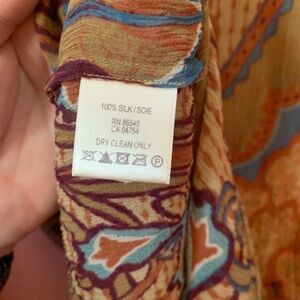 100% SILK / SOIE
RN 86549
CA 04754
DRY CLEAN ONLY
P